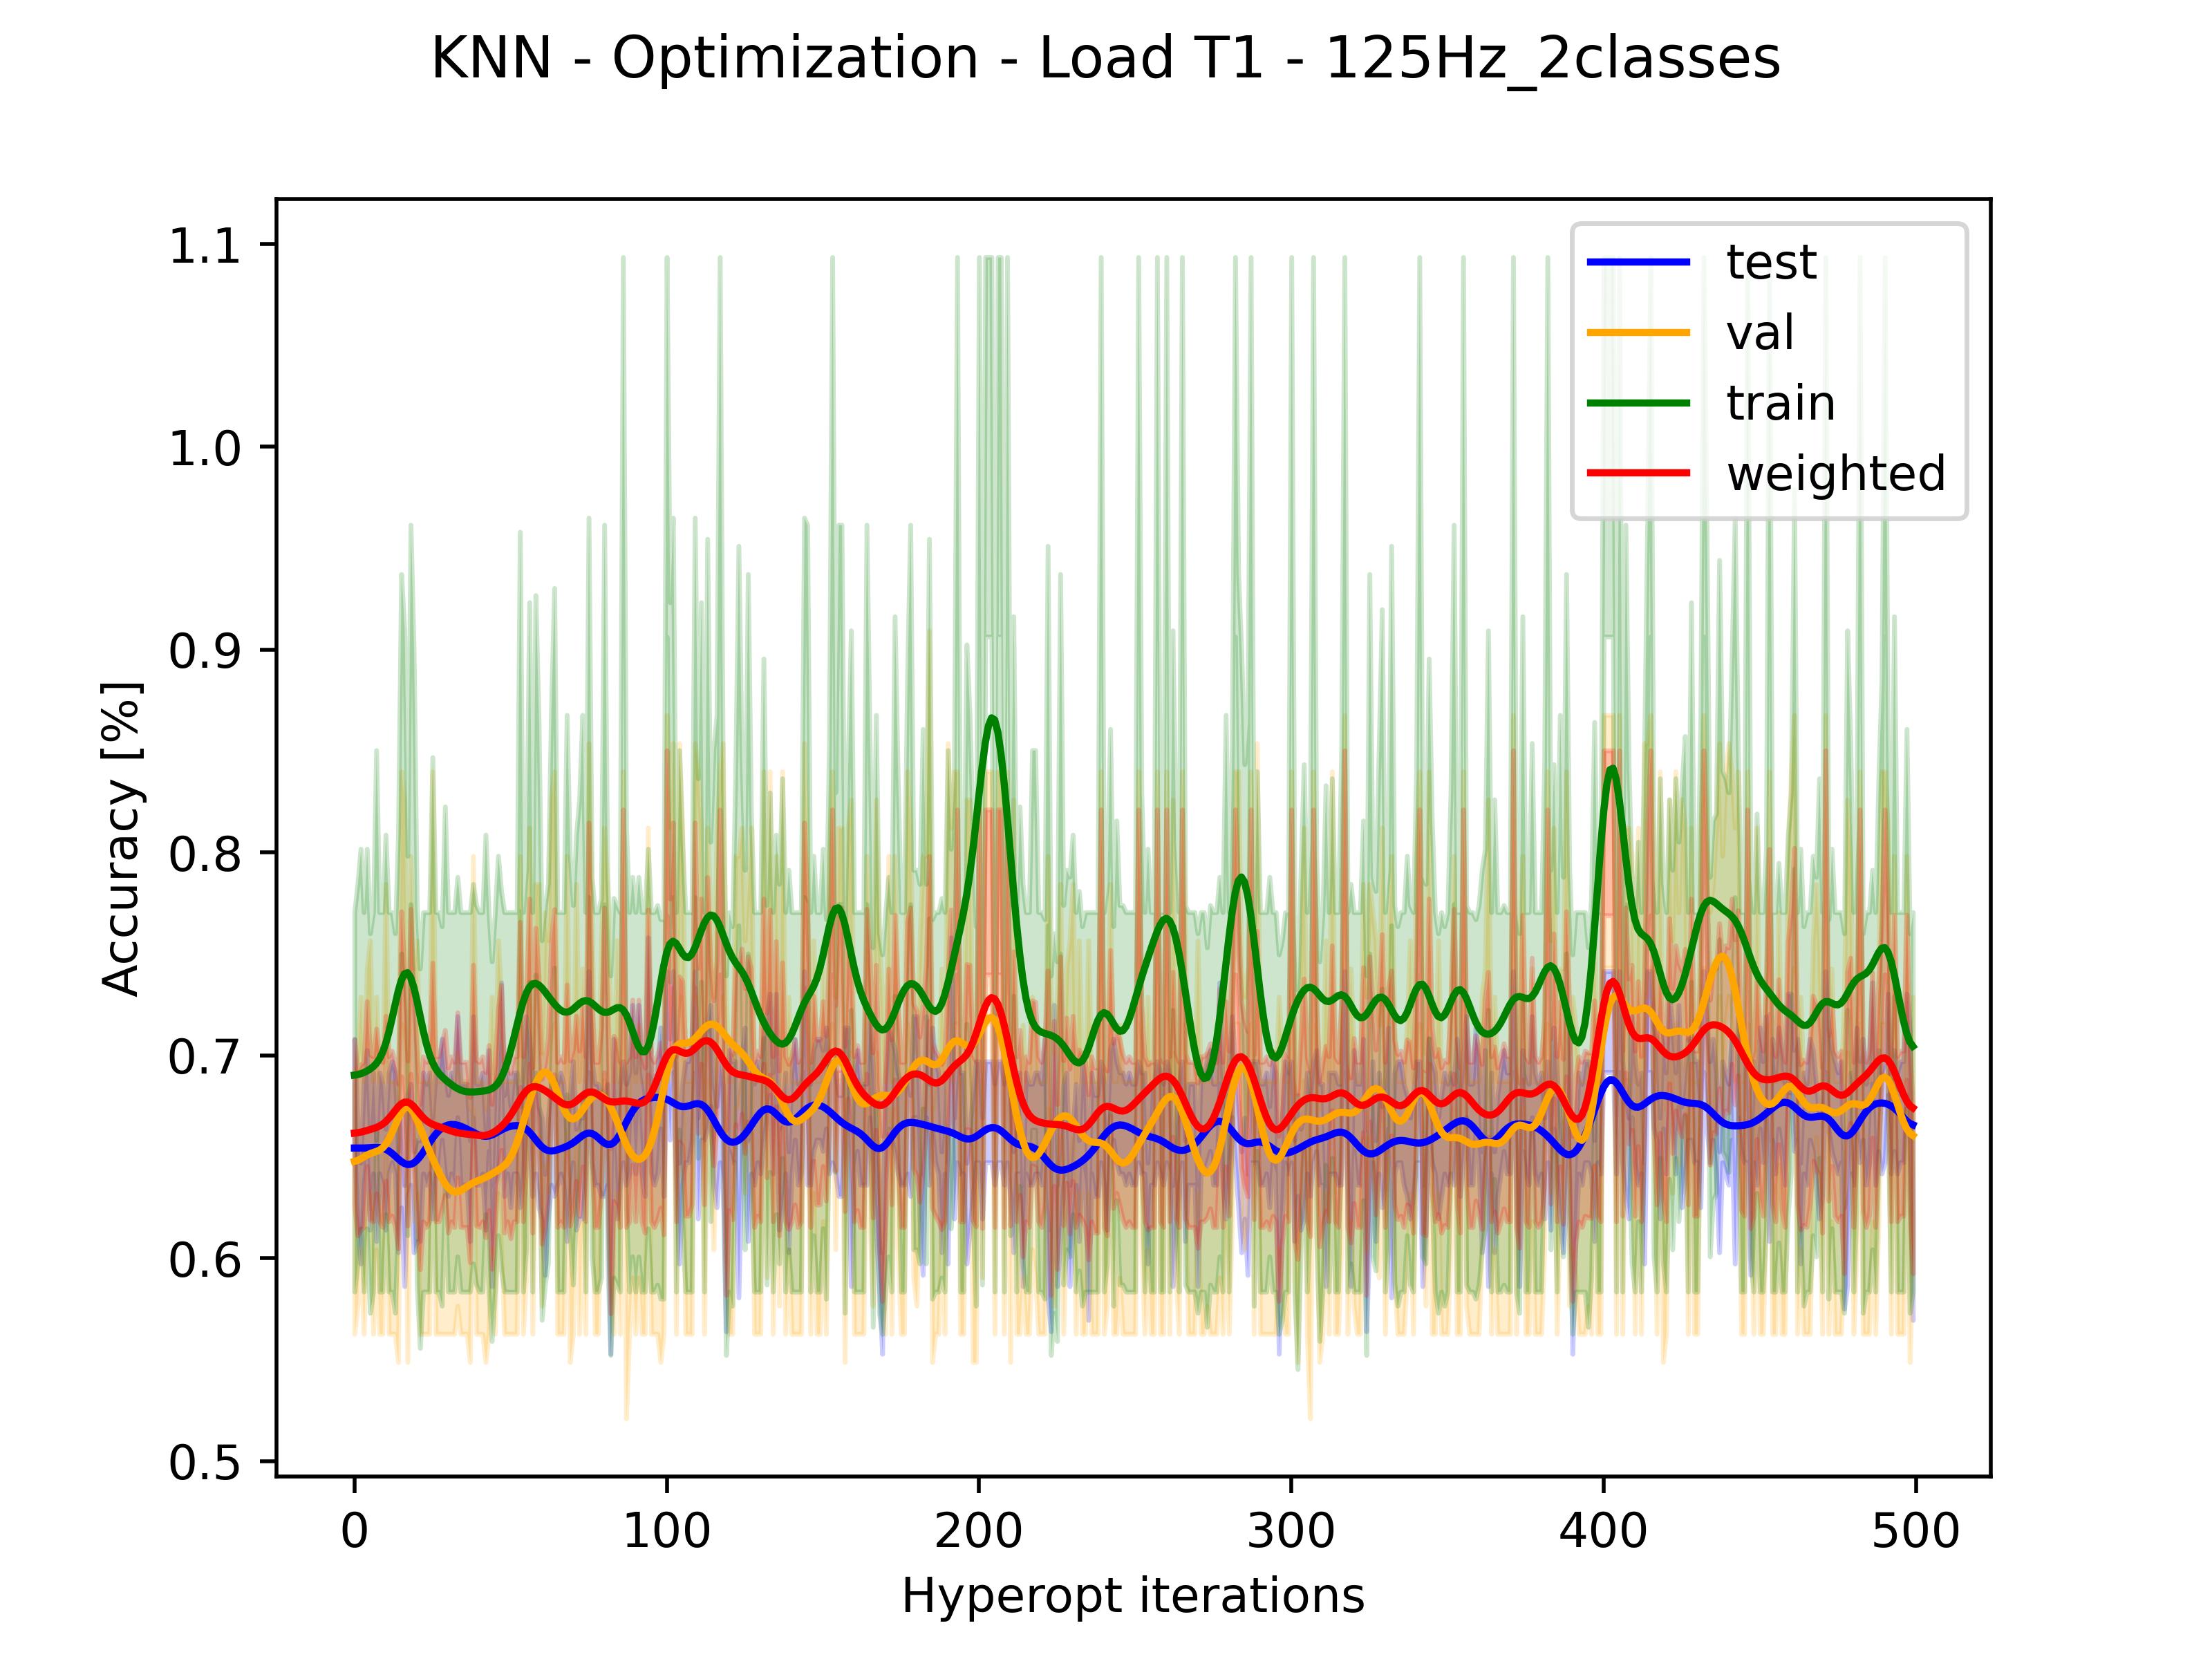 KNN - Optimization - Load T1 - 125Hz_2classes
1.1
1.0
0.9
0.8
0.7
0.6
0.5
Accuracy [%]
test
val
train
weighted
0 100 200 300 400 500
Hyperopt iterations